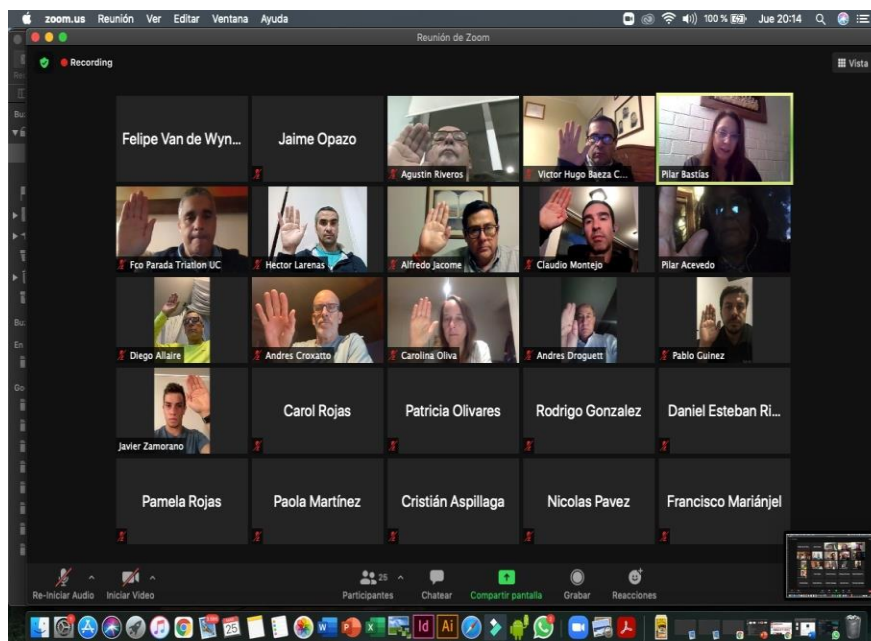 zoom.us Reunión Ver Editar Ventana Ayuda 100 % Jue 20:14
Reunión de Zoom
Recording
Vista
Felipe Van de Wyn...
Jaime Opazo
Agustin Riveros
Victor Hugo Baeza C...
Pilar Bastías
Fco Parada Triatlon UC
Hector Larenas
Alfredo Jacome
Claudio Montejo
Pilar Acevedo
Diego Allaire
Andres Croxatto
Carolina Oliva
Andres Droguett
Pablo Guinez
Javier Zamorano
Carol Rojas
Patricia Olivares
Rodrigo Gonzalez
Daniel Esteban Ri...
Pamela Rojas
Paola Martínez
Cristián Aspillaga
Nicolas Pavez
Francisco Mariánjel
25
Re-Iniciar Audio
Iniciar Video
Participantes
Chatear
Compartir pantalla
Grabar
Reacciones
25
Id
Ai